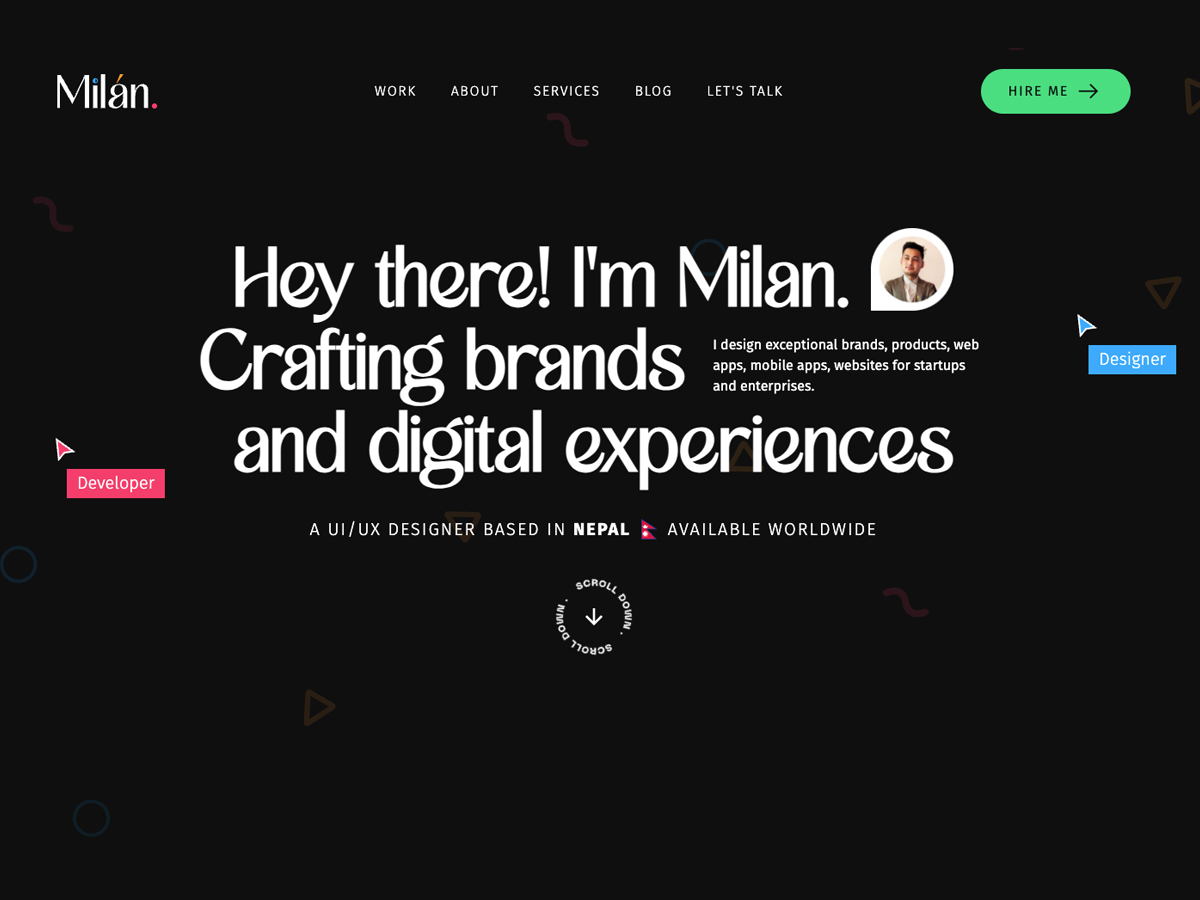 Milán.
WORK ABOUT SERVICES BLOG LET'S TALK
HIRE ME
Hey there! I'm Milan.
Crafting brands
I design exceptional brands, products, web
apps, mobile apps, websites for startups
and enterprises.
and digital experiences
Designer
Developer
A UI/UX DESIGNER BASED IN NEPAL 🇳🇵 AVAILABLE WORLDWIDE
SCROLL DOWN · SCROLL DOWN ·